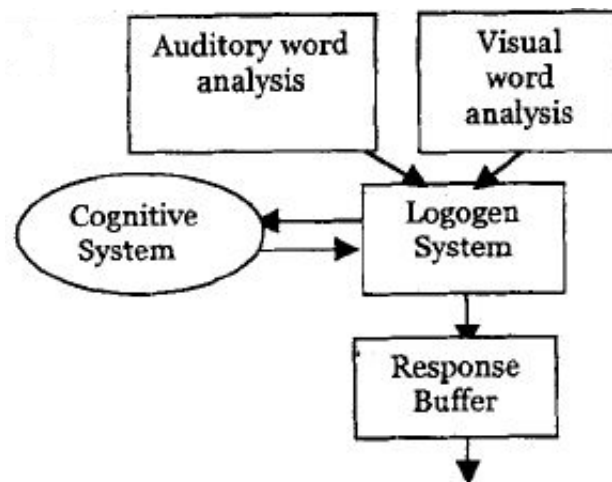 Auditory word
analysis
Visual
word
analysis
Cognitive
System
Logogen
System
Response
Buffer